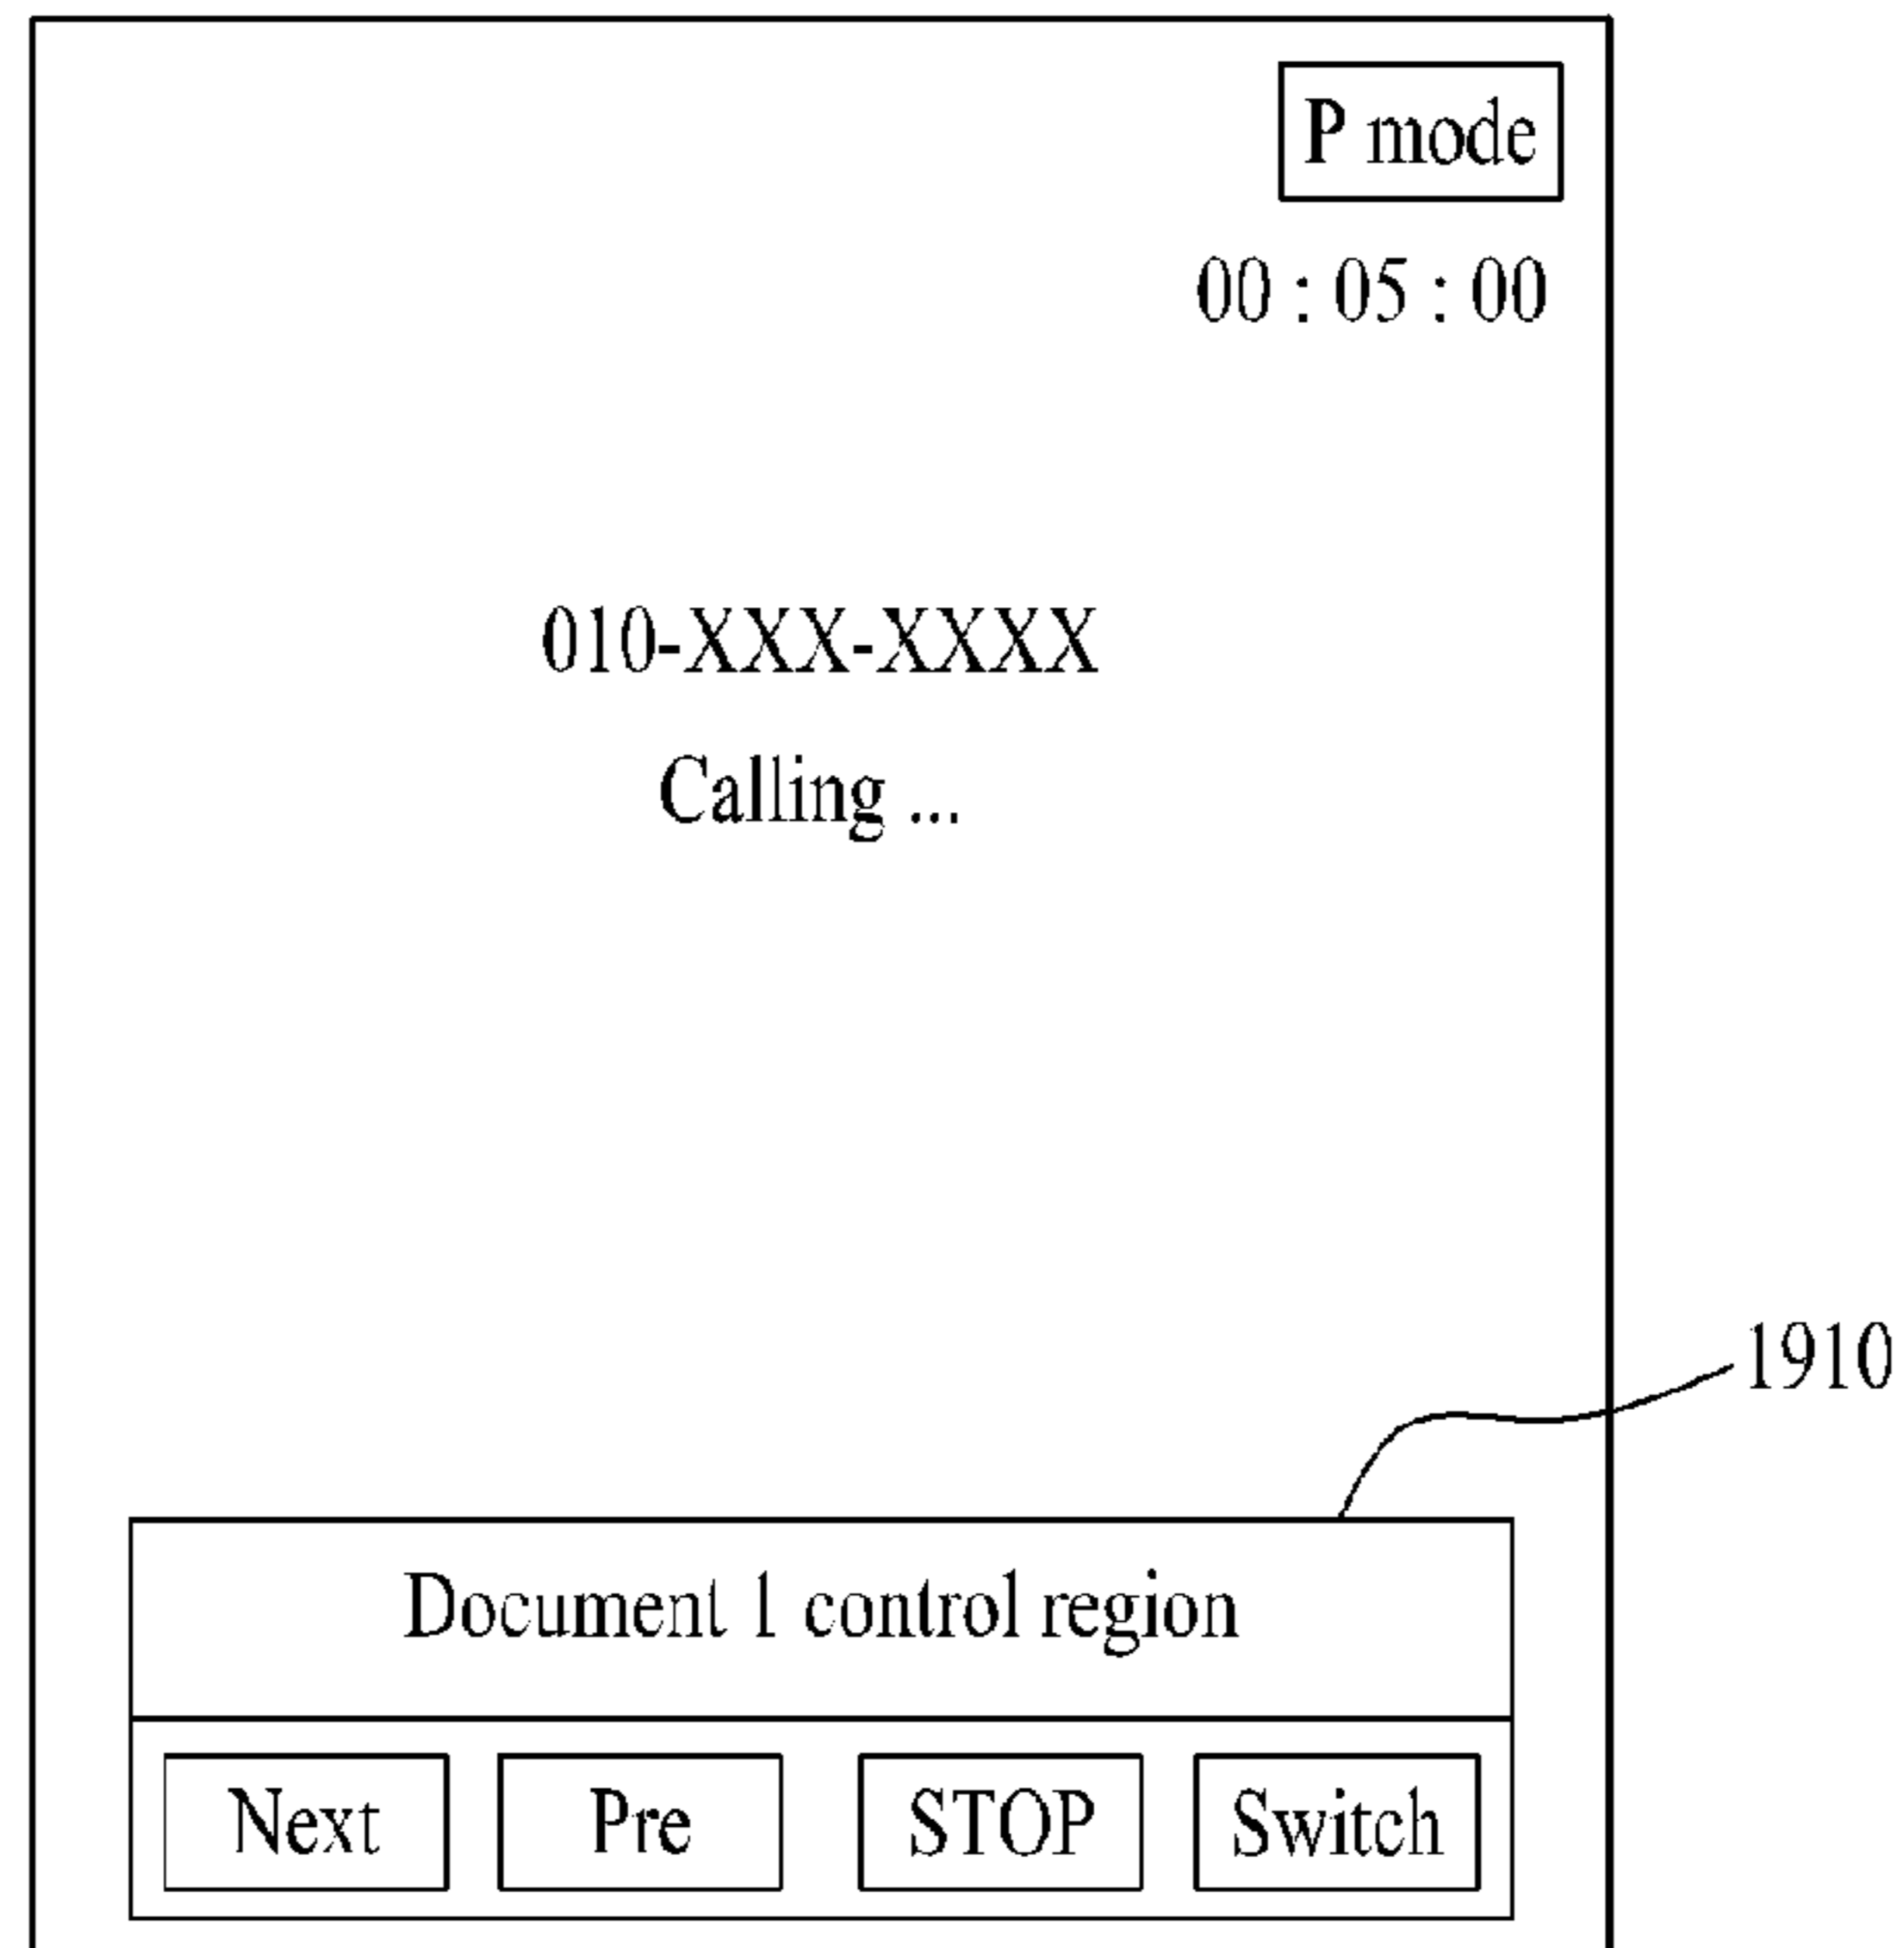 P mode
00 : 05 : 00
010-XXX-XXXX
Calling ...
1910
Document 1 control region
Next Pre STOP Switch